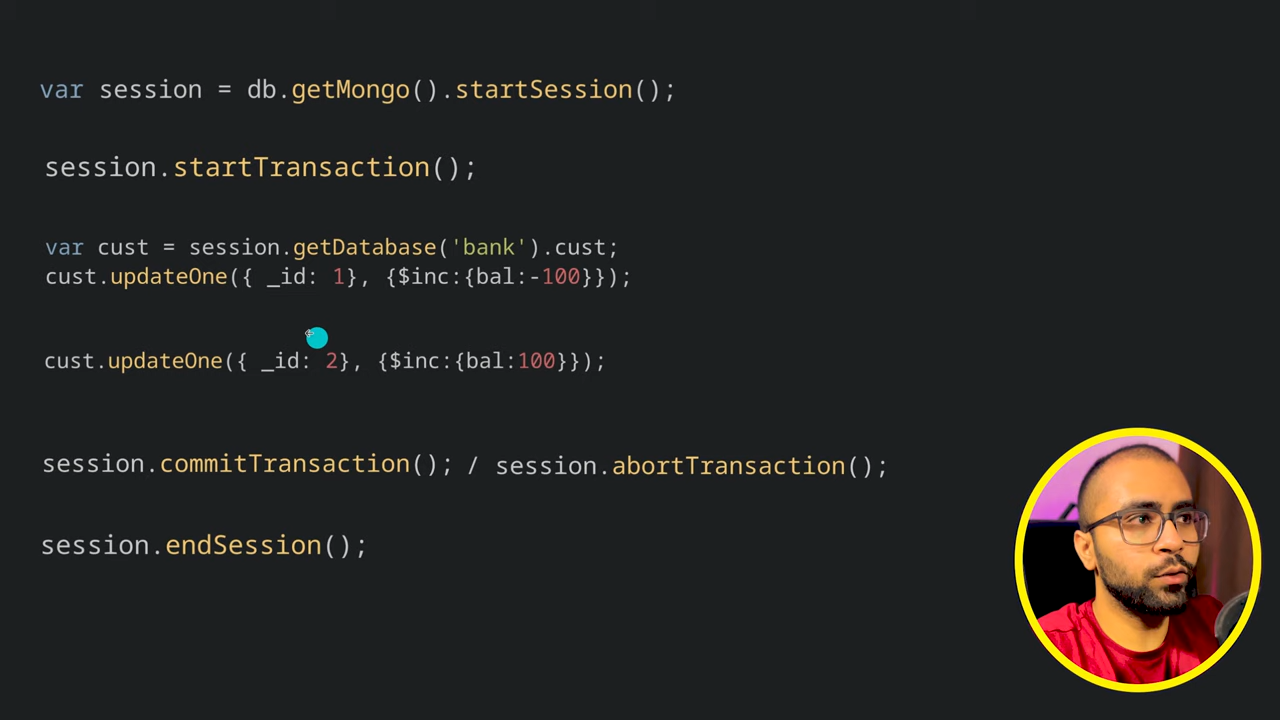 var session = db.getMongo().startSession();
session.startTransaction();
var cust = session.getDatabase('bank').cust;
cust.updateOne({ _id: 1}, {$inc:{bal:-100}});
cust.updateOne({ _id: 2}, {$inc:{bal:100}});
session.commitTransaction(); / session.abortTransaction();
session.endSession();